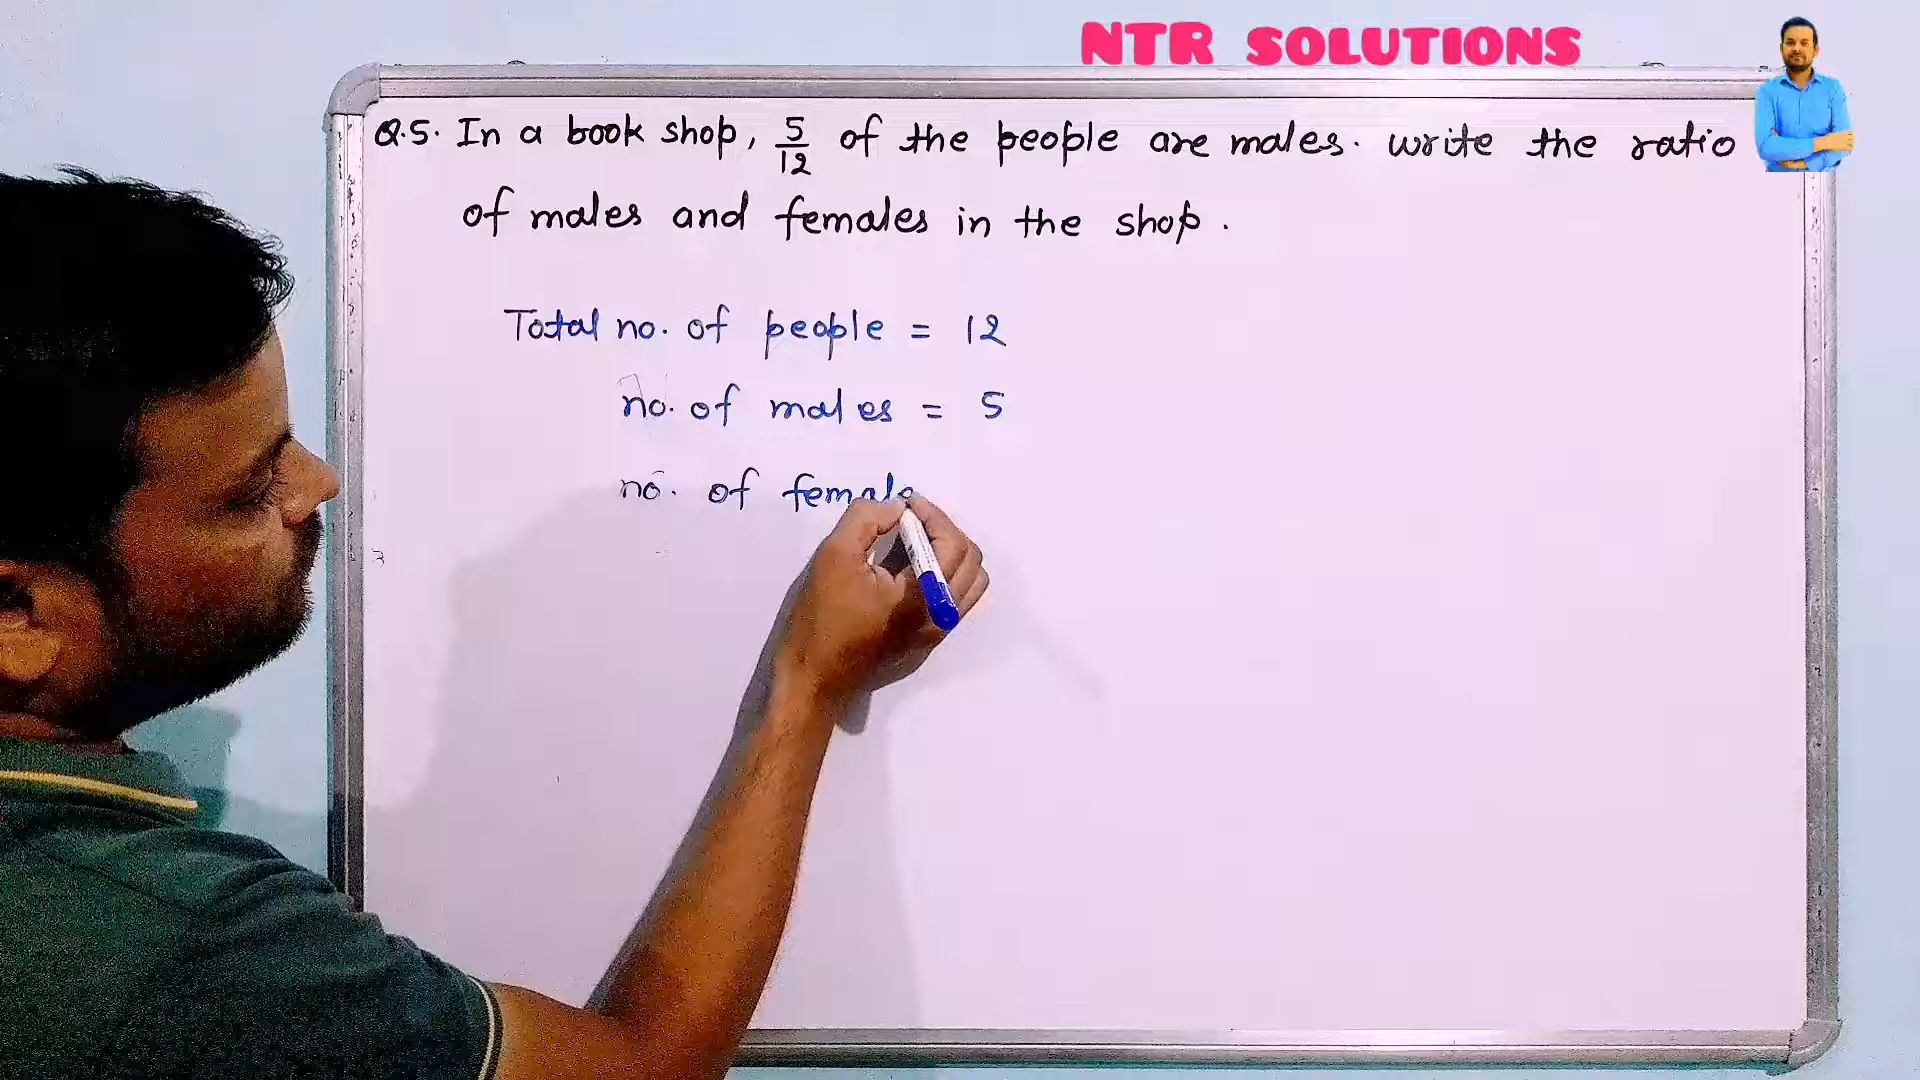 NTR SOLUTIONS
Q.5. In a book shop, 5/12 of the people are males. write the ratio
of males and females in the shop.
Total no. of people = 12
no. of males = 5
no. of female